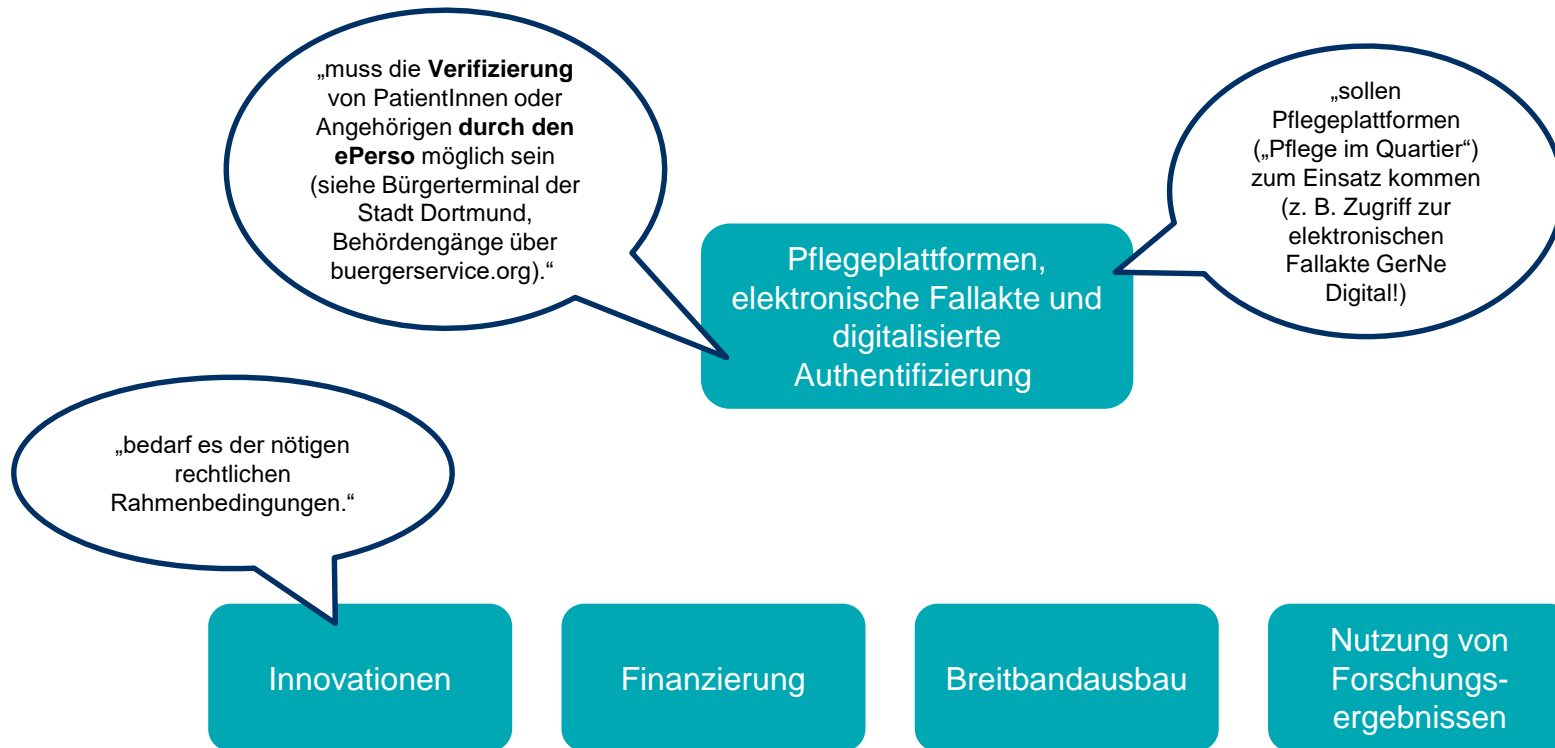 „muss die Verifizierung
von PatientInnen oder
Angehörigen durch den
ePerso möglich sein
(siehe Bürgerterminal der
Stadt Dortmund,
Behördengänge über
buergerservice.org).“
„sollen
Pflegeplattformen
(„Pflege im Quartier“)
zum Einsatz kommen
(z. B. Zugriff zur
elektronischen
Fallakte GerNe
Digital!)
Pflegeplattformen,
elektronische Fallakte und
digitalisierte
Authentifizierung
„bedarf es der nötigen
rechtlichen
Rahmenbedingungen.“
Innovationen
Finanzierung
Breitbandausbau
Nutzung von
Forschungs-
ergebnissen